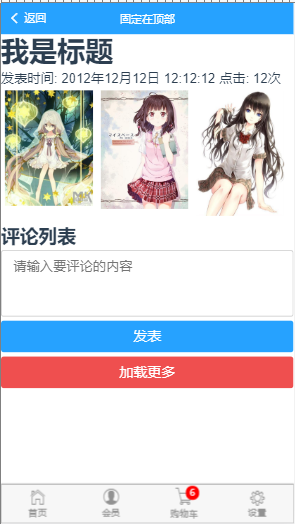 返回
固定在顶部
我是标题
发表时间: 2012年12月12日 12:12:12 点击: 12次
评论列表
请输入要评论的内容
发表
加载更多
6
首页
会员
购物车
设置